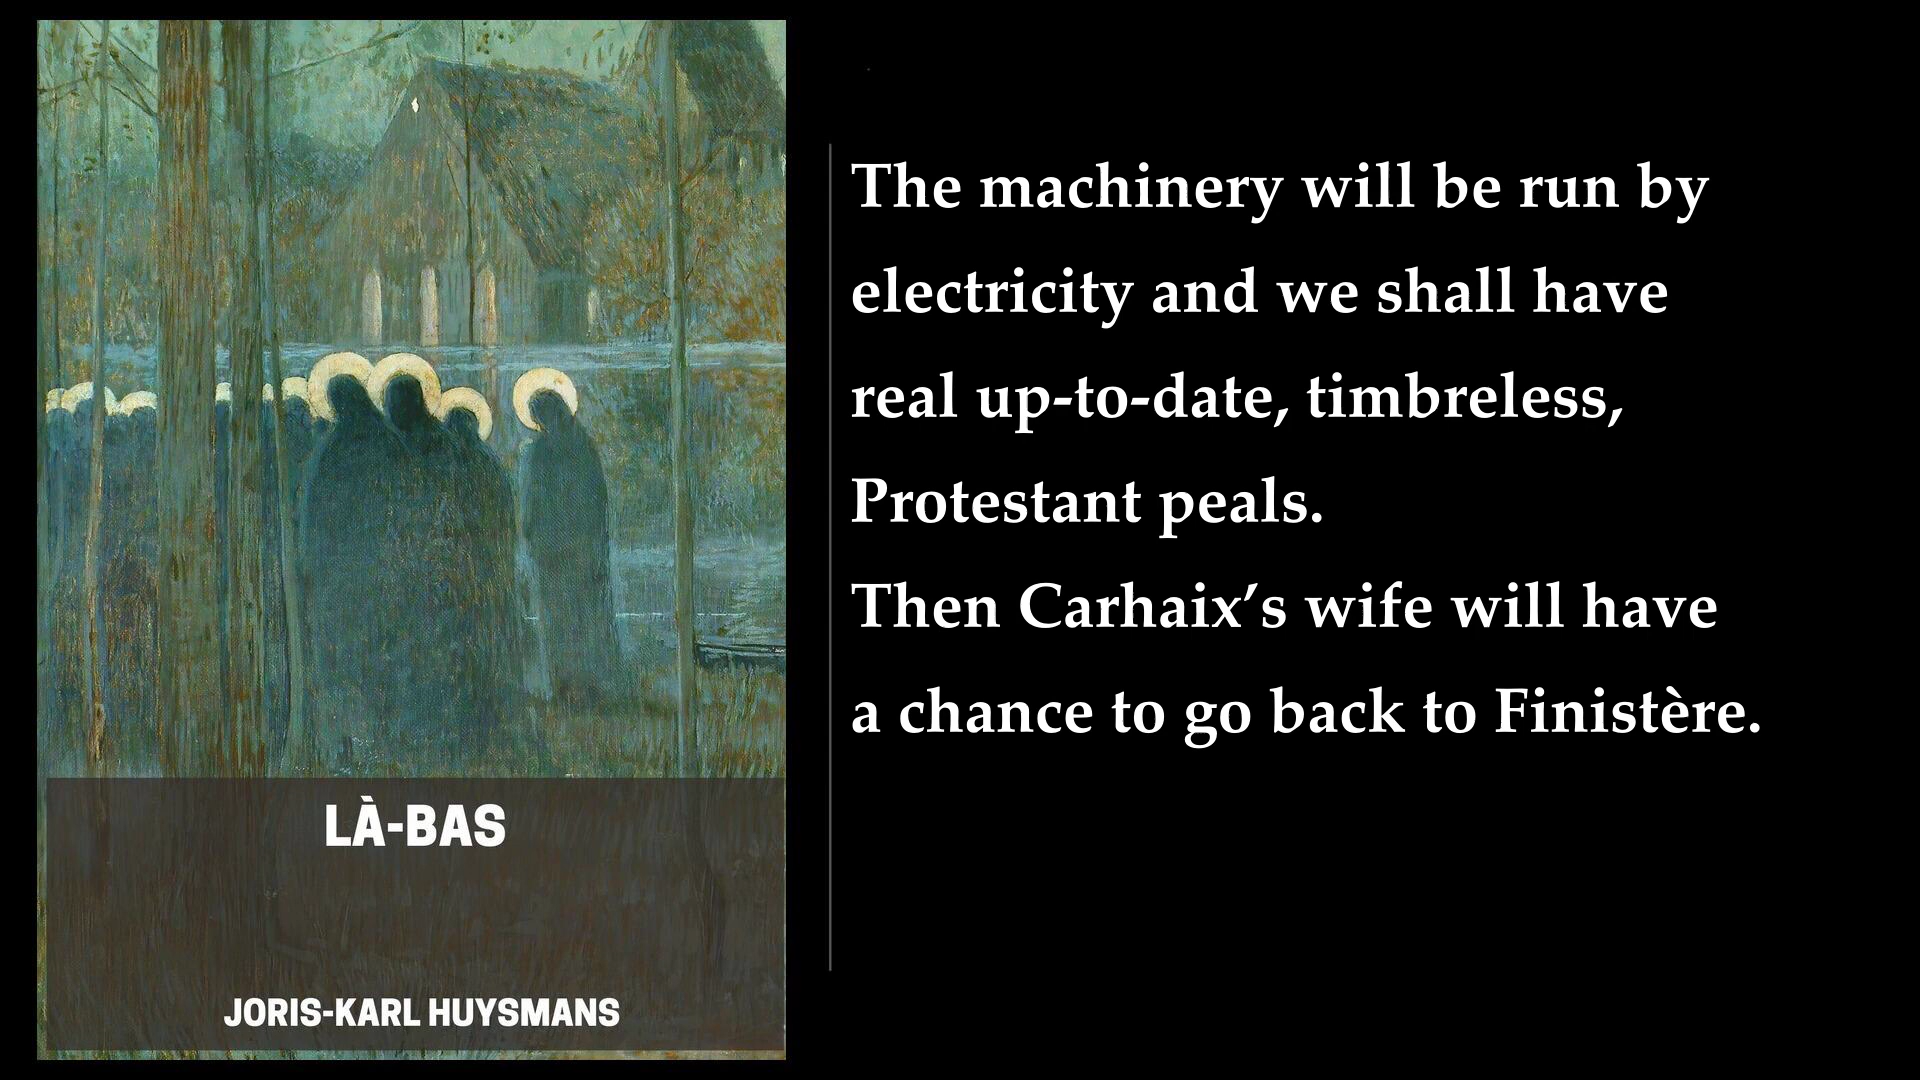 LÀ-BAS
JORIS-KARL HUYSMANS
The machinery will be run by
electricity and we shall have
real up-to-date, timbreless,
Protestant peals.
Then Carhaix’s wife will have
a chance to go back to Finistère.